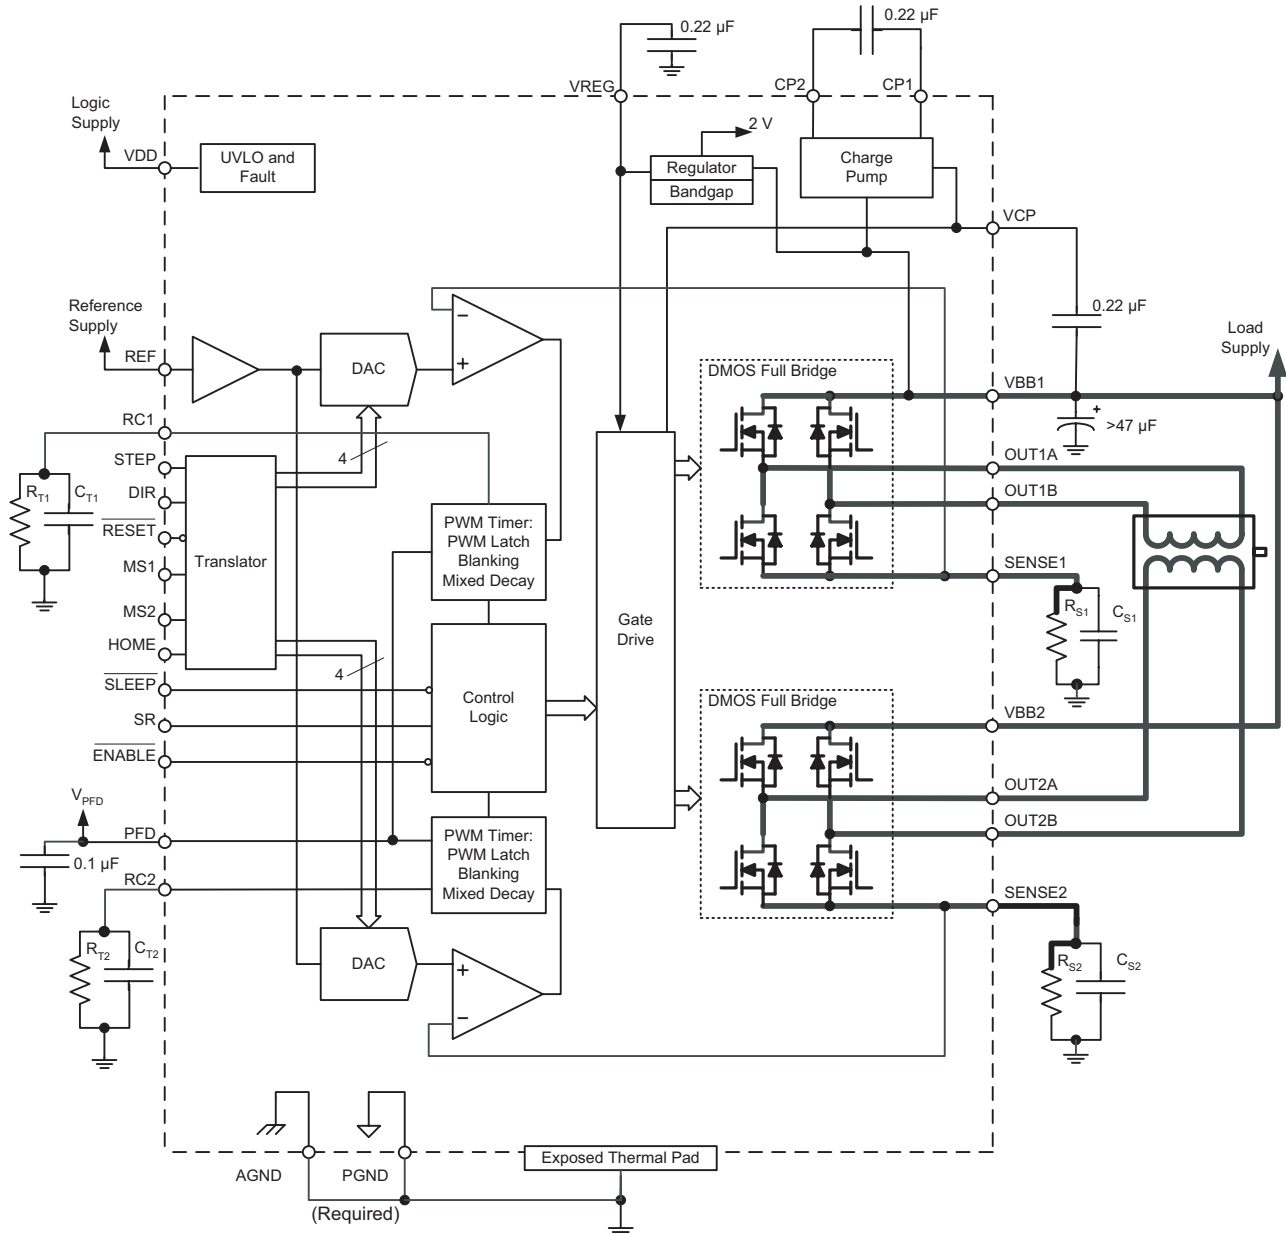 0.22 µF
0.22 µF
VREG
CP2
CP1
Logic
Supply
VDD
UVLO and
Fault
2 V
Regulator
Bandgap
Charge
Pump
VCP
0.22 µF
Reference
Supply
REF
DAC
−
+
Load
Supply
DMOS Full Bridge
VBB1
+
>47 µF
RC1
4
STEP
OUT1A
RT1
CT1
DIR
OUT1B
RESET
Translator
PWM Timer:
PWM Latch
Blanking
Mixed Decay
MS1
SENSE1
MS2
RS1
CS1
Gate
Drive
HOME
4
SLEEP
Control
Logic
SR
ENABLE
DMOS Full Bridge
VBB2
VPFD
OUT2A
PFD
OUT2B
0.1 µF
PWM Timer:
PWM Latch
Blanking
Mixed Decay
RC2
SENSE2
RT2
CT2
DAC
+
−
RS2
CS2
AGND
PGND
Exposed Thermal Pad
(Required)